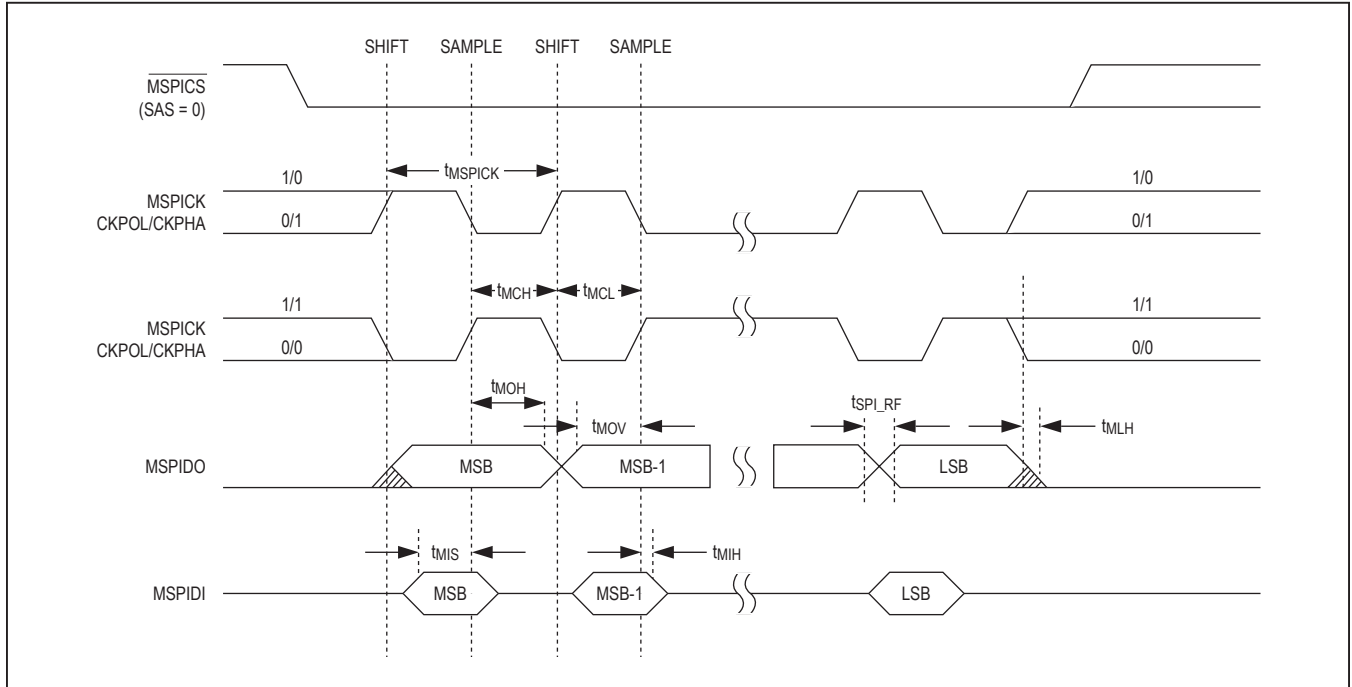 SHIFT SAMPLE SHIFT SAMPLE
MSPICS
(SAS = 0)
tMSPICK
1/0 1/0
MSPICK
CKPOL/CKPHA
0/1 0/1
tMCH tMCL
1/1 1/1
MSPICK
CKPOL/CKPHA
0/0 0/0
tMOH
tSPI_RF
tMOV tMLH
MSPIDO MSB MSB-1 LSB
tMIS tMIH
MSPIDI MSB MSB-1 LSB